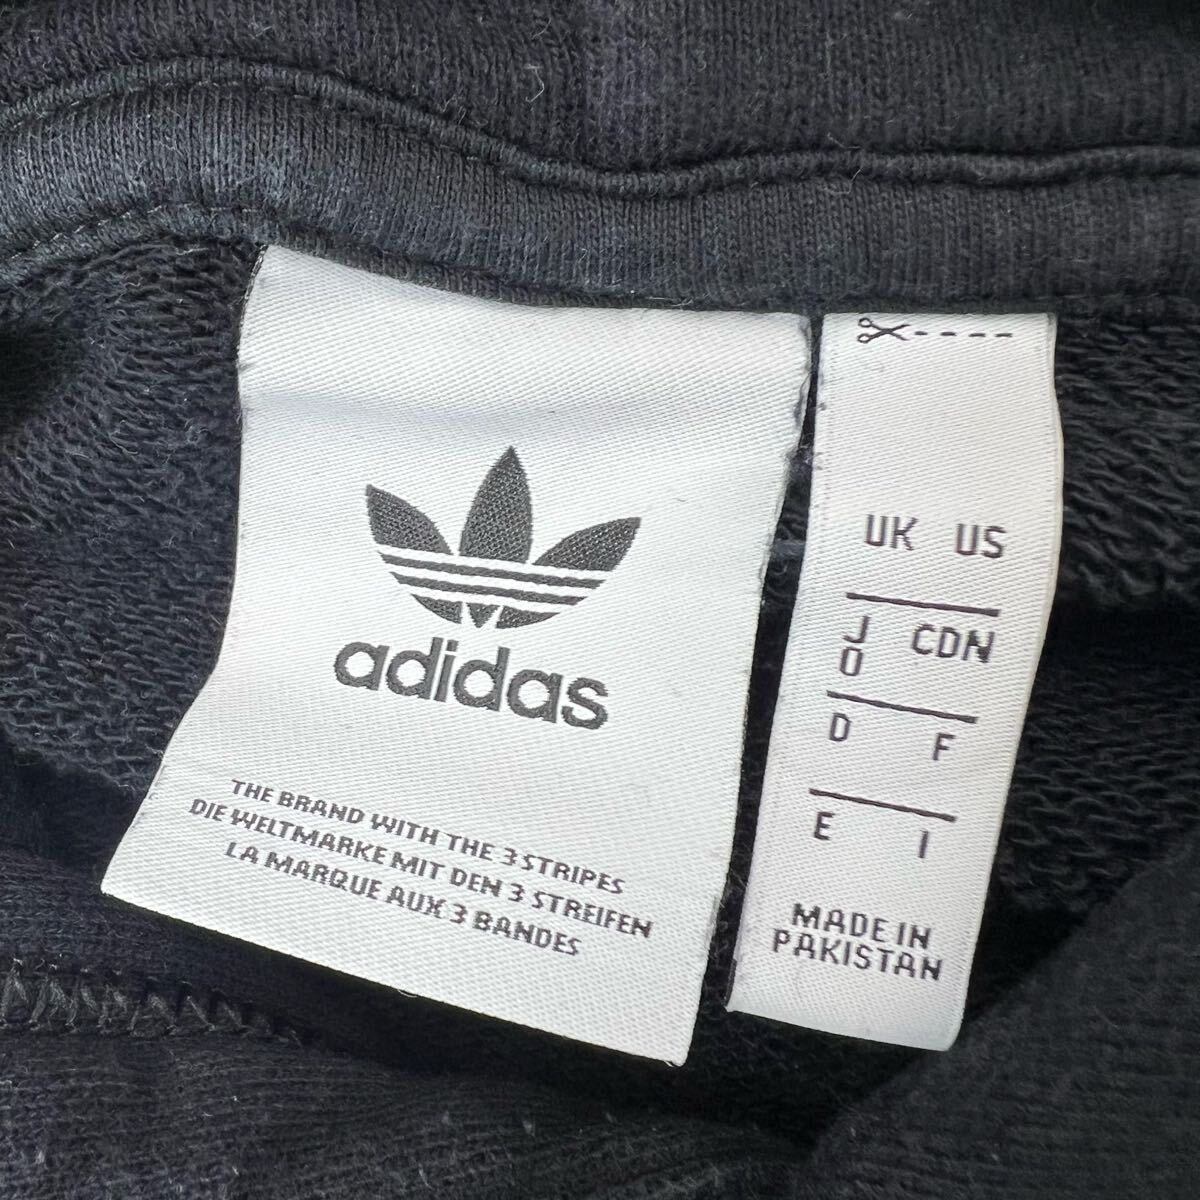 adidas
THE BRAND WITH THE 3 STRIPES
DIE WELTMARKE MIT DEN 3 STREIFEN
LA MARQUE AUX 3 BANDES
UK US
J CDN
O
D F
E I
MADE IN
PAKISTAN